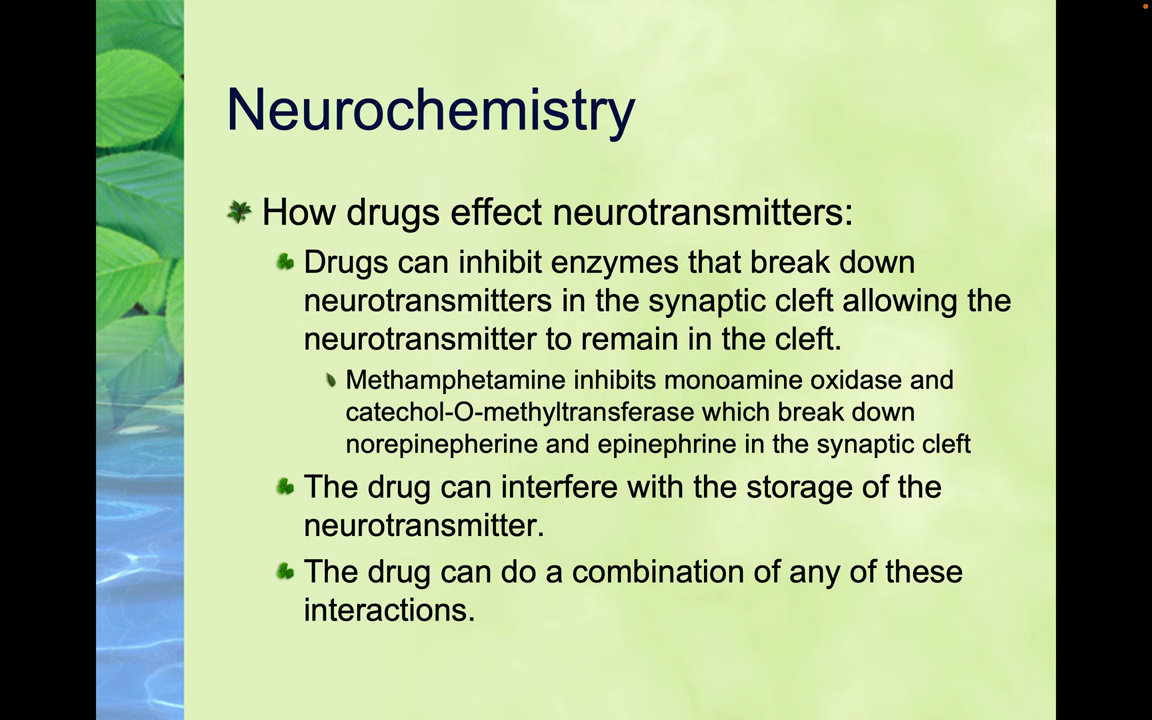 Neurochemistry
How drugs effect neurotransmitters:
Drugs can inhibit enzymes that break down
neurotransmitters in the synaptic cleft allowing the
neurotransmitter to remain in the cleft.
Methamphetamine inhibits monoamine oxidase and
catechol-O-methyltransferase which break down
norepinepherine and epinephrine in the synaptic cleft
The drug can interfere with the storage of the
neurotransmitter.
The drug can do a combination of any of these
interactions.